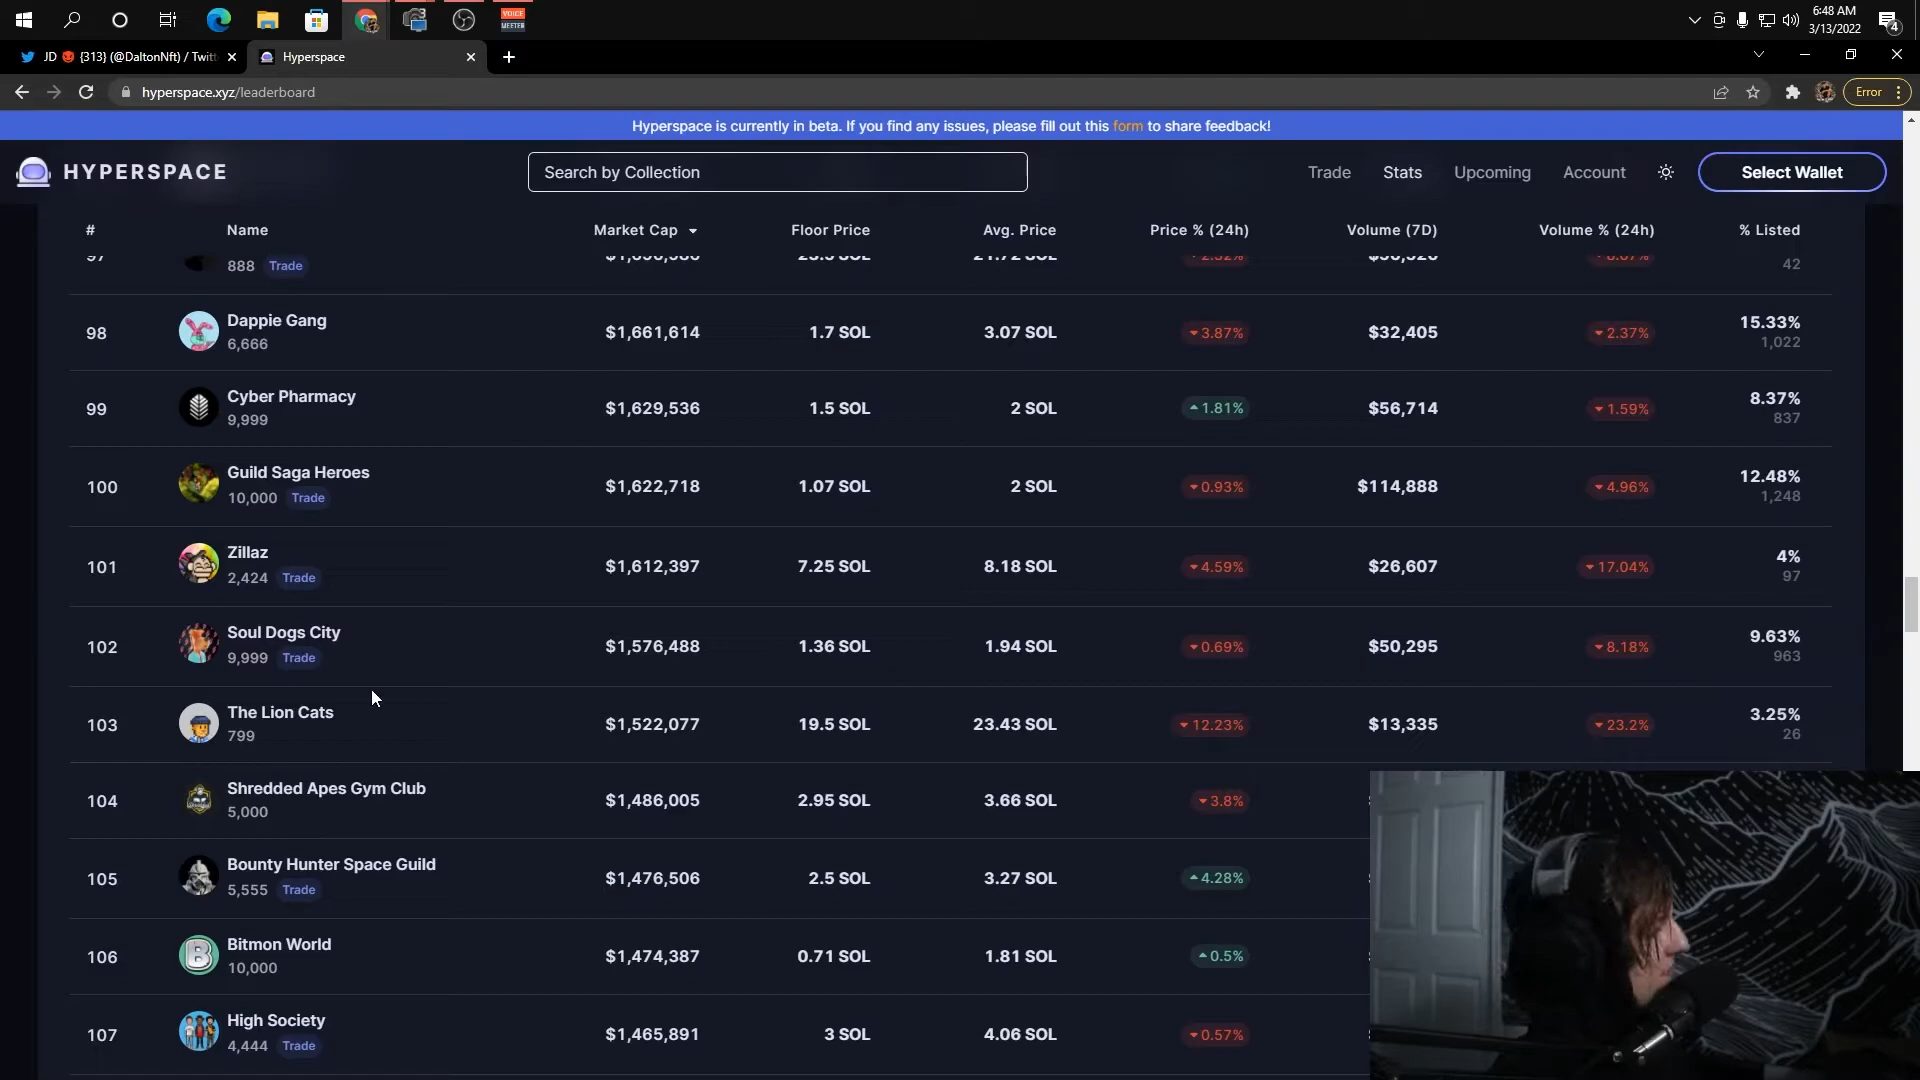 6:48 AM
3/13/2022
4
VOICE
MEETER
JD {313} (@DaltonNft) / Twitt
Hyperspace
hyperspace.xyz/leaderboard
Error
Hyperspace is currently in beta. If you find any issues, please fill out this form to share feedback!
HYPERSPACE
Search by Collection
Trade Stats Upcoming Account
Select Wallet
# Name Market Cap Floor Price Avg. Price Price % (24h) Volume (7D) Volume % (24h) % Listed
97
888 Trade 42
98 Dappie Gang $1,661,614 1.7 SOL 3.07 SOL 3.87% $32,405 2.37% 15.33%
6,666 1,022
99 Cyber Pharmacy $1,629,536 1.5 SOL 2 SOL 1.81% $56,714 1.59% 8.37%
9,999 837
100 Guild Saga Heroes $1,622,718 1.07 SOL 2 SOL 0.93% $114,888 4.96% 12.48%
10,000 Trade 1,248
101 Zillaz $1,612,397 7.25 SOL 8.18 SOL 4.59% $26,607 17.04% 4%
2,424 Trade 97
102 Soul Dogs City $1,576,488 1.36 SOL 1.94 SOL 0.69% $50,295 8.18% 9.63%
9,999 Trade 963
103 The Lion Cats $1,522,077 19.5 SOL 23.43 SOL 12.23% $13,335 23.2% 3.25%
799 26
104 Shredded Apes Gym Club $1,486,005 2.95 SOL 3.66 SOL 3.8%
5,000
105 Bounty Hunter Space Guild $1,476,506 2.5 SOL 3.27 SOL 4.28%
5,555 Trade
106 Bitmon World $1,474,387 0.71 SOL 1.81 SOL 0.5%
10,000
107 High Society $1,465,891 3 SOL 4.06 SOL 0.57%
4,444 Trade